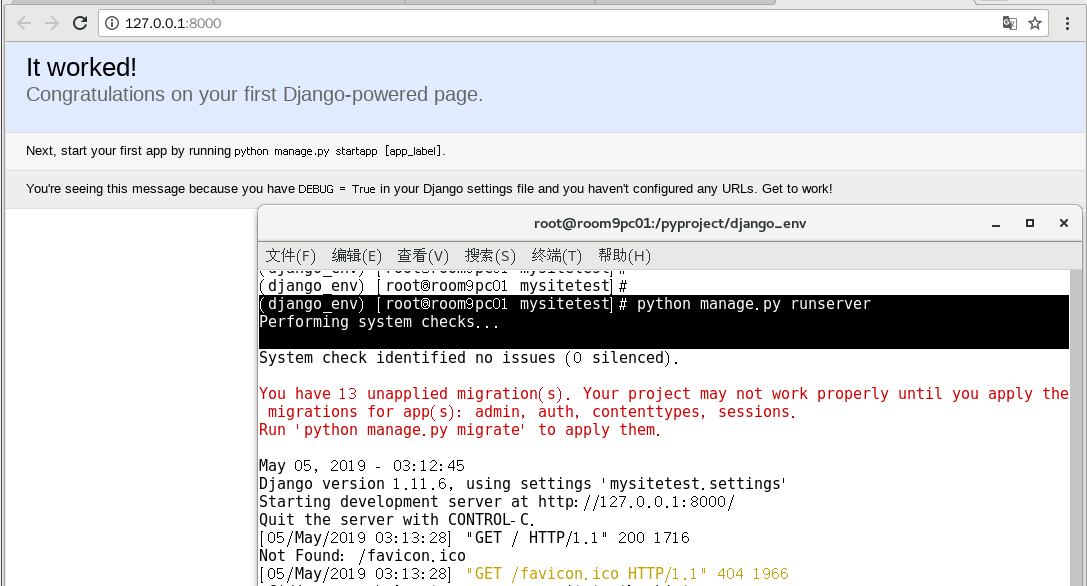 127.0.0.1:8000
It worked!
Congratulations on your first Django-powered page.
Next, start your first app by running python manage.py startapp [app_label].
You're seeing this message because you have DEBUG = True in your Django settings file and you haven't configured any URLs. Get to work!
root@room9pc01:/pyproject/django_env
文件(F) 编辑(E) 查看(V) 搜索(S) 终端(T) 帮助(H)
(django_env) [root@room9pc01 mysitetest]#
(django_env) [root@room9pc01 mysitetest]#
(django_env) [root@room9pc01 mysitetest]# python manage.py runserver
Performing system checks...
System check identified no issues (0 silenced).
You have 13 unapplied migration(s). Your project may not work properly until you apply the
migrations for app(s): admin, auth, contenttypes, sessions.
Run 'python manage.py migrate' to apply them.
May 05, 2019 - 03:12:45
Django version 1.11.6, using settings 'mysitetest.settings'
Starting development server at http://127.0.0.1:8000/
Quit the server with CONTROL-C.
[05/May/2019 03:13:28] "GET / HTTP/1.1" 200 1716
Not Found: /favicon.ico
[05/May/2019 03:13:28] "GET /favicon.ico HTTP/1.1" 404 1966